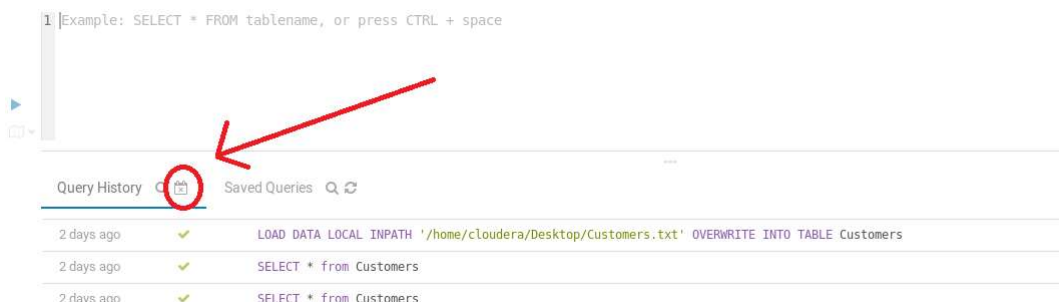 1 Example: SELECT * FROM tablename, or press CTRL + space
Query History Saved Queries
2 days ago LOAD DATA LOCAL INPATH '/home/cloudera/Desktop/Customers.txt' OVERWRITE INTO TABLE Customers
2 days ago SELECT * from Customers
2 days ago SELECT * from Customers